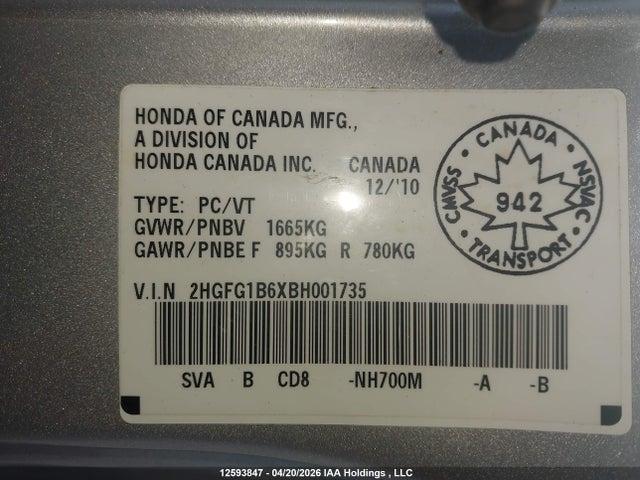 HONDA OF CANADA MFG.,
A DIVISION OF
HONDA CANADA INC. CANADA
12/'10
TYPE: PC/VT
GVWR/PNBV 1665KG
GAWR/PNBE F 895KG R 780KG
V.I.N 2HGFG1B6XBH001735
SVA B CD8 -NH700M -A -B
CANADA
CMVSS
NSVAC
942
TRANSPORT
12593847 - 04/20/2026 IAA Holdings , LLC